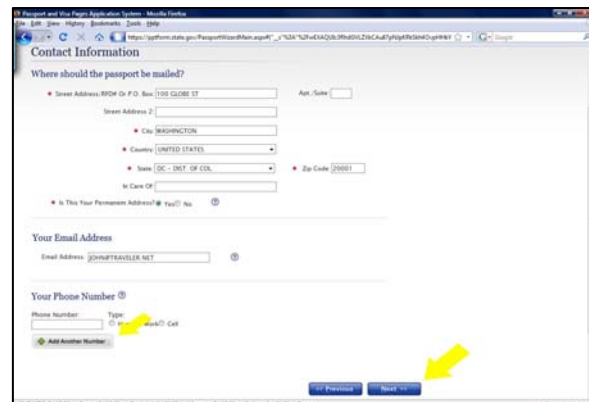 Passport and Visa Pages Application System - Mozilla Firefox
File Edit View History Bookmarks Tools Help
Google
Contact Information
Where should the passport be mailed?
Street Address/RFD# Or P.O. Box: 100 GLOBE ST Apt./Suite:
Street Address 2:
City: WASHINGTON
Country: UNITED STATES
State: DC - DIST. OF COL. Zip Code: 20001
In Care Of:
Is This Your Permanent Address? Yes No
Your Email Address
Email Address:
Your Phone Number
Phone Number: Type:
Work Cell
Add Another Number
<< Previous Next >>